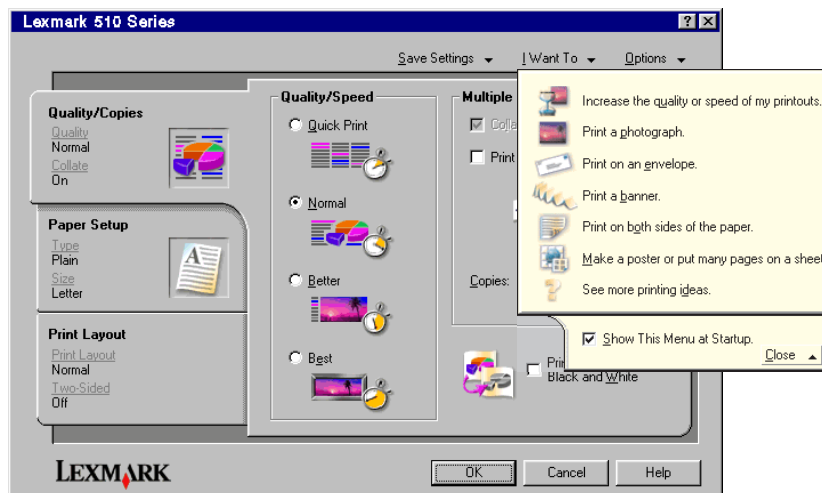 Lexmark 510 Series
Save Settings
I Want To
Options
Quality/Copies
Quality
Normal
Collate
On
Paper Setup
Type
Plain
Size
Letter
Print Layout
Print Layout
Normal
Two-Sided
Off
Quality/Speed
Quick Print
Normal
Better
Best
Multiple
Print
Copies:
Black and White
Increase the quality or speed of my printouts.
Print a photograph.
Print on an envelope.
Print a banner.
Print on both sides of the paper.
Make a poster or put many pages on a sheet
See more printing ideas.
Show This Menu at Startup.
Close
LEXMARK
OK
Cancel
Help